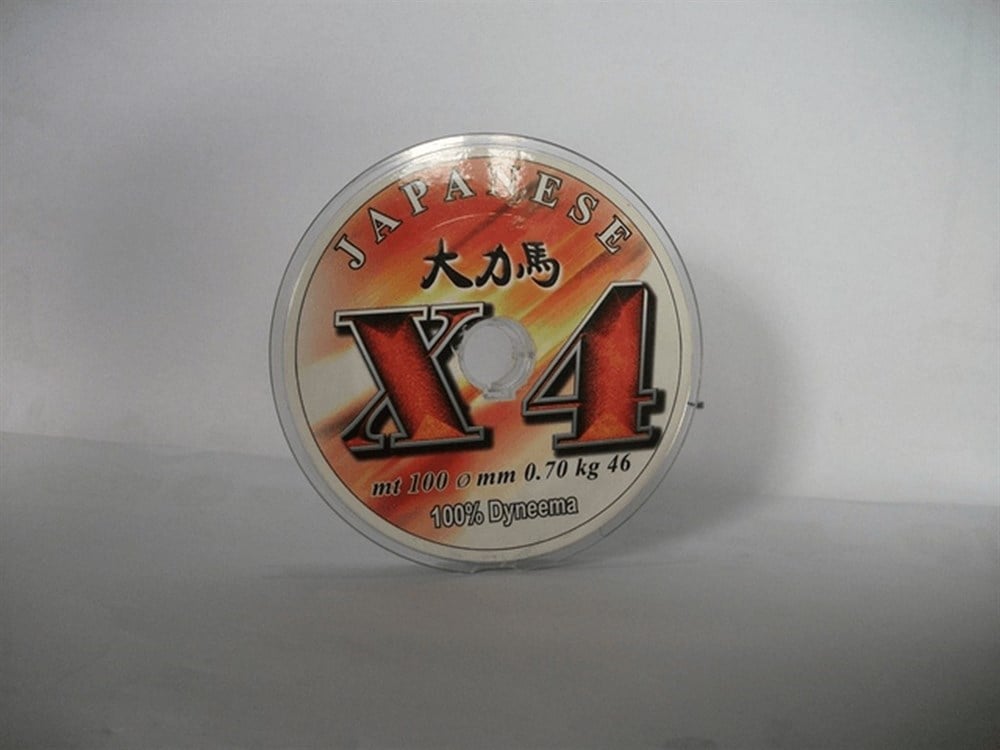 JAPANESE
大力馬
X4
mt 100 ø mm 0.70 kg 46
100% Dyneema